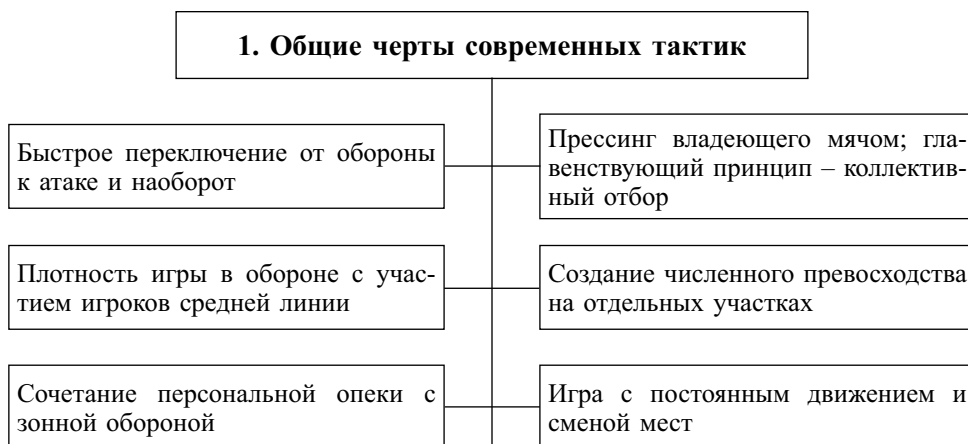 1. Общие черты современных тактик
Быстрое переключение от обороны
к атаке и наоборот
Прессинг владеющего мячом; гла-
венствующий принцип – коллектив-
ный отбор
Плотность игры в обороне с учас-
тием игроков средней линии
Создание численного превосходства
на отдельных участках
Сочетание персональной опеки с
зонной обороной
Игра с постоянным движением и
сменой мест